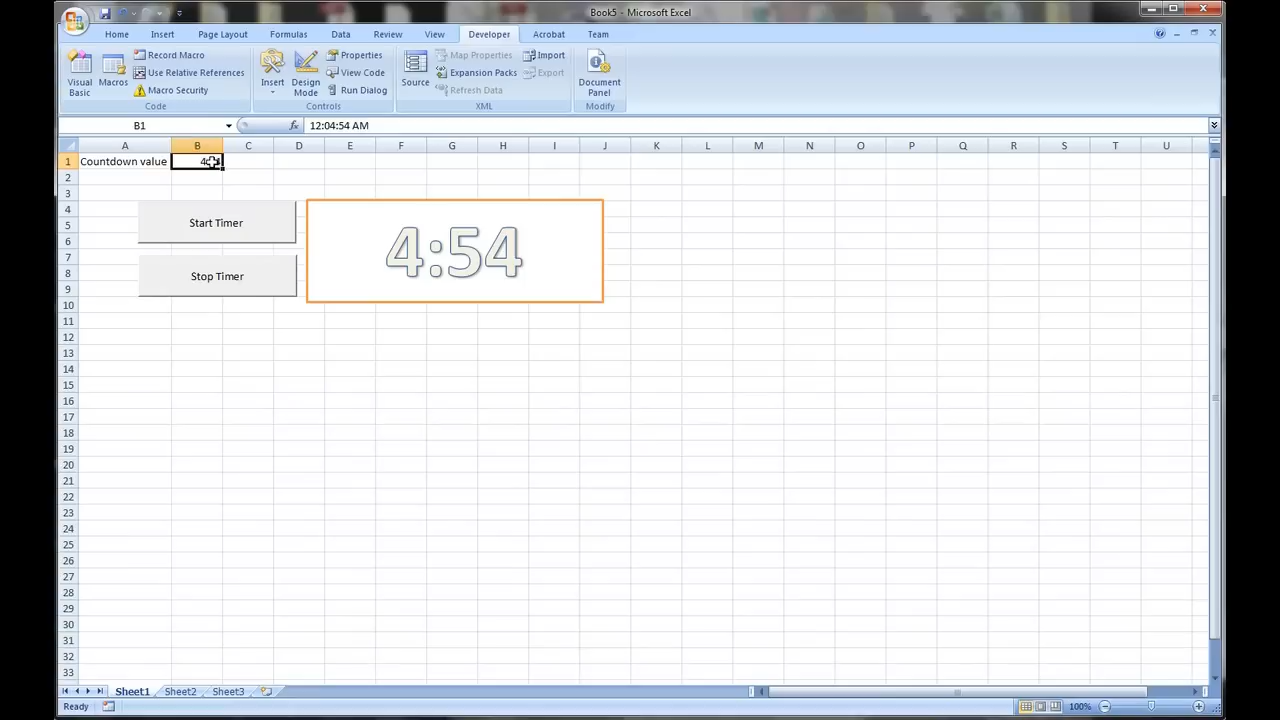 Book5 - Microsoft Excel
Home Insert Page Layout Formulas Data Review View Developer Acrobat Team
Visual Basic
Macros
Record Macro
Use Relative References
Macro Security
Code
Insert
Design Mode
Properties
View Code
Run Dialog
Controls
Source
Map Properties
Expansion Packs
Refresh Data
Import
Export
XML
Document Panel
Modify
B1 fx 12:04:54 AM
A B C D E F G H I J K L M N O P Q R S T U
1 Countdown value
2
3
4
5
6
7
8
9
10
11
12
13
14
15
16
17
18
19
20
21
22
23
24
25
26
27
28
29
30
31
32
33
Start Timer
Stop Timer
4:54
Sheet1 Sheet2 Sheet3
Ready 100%